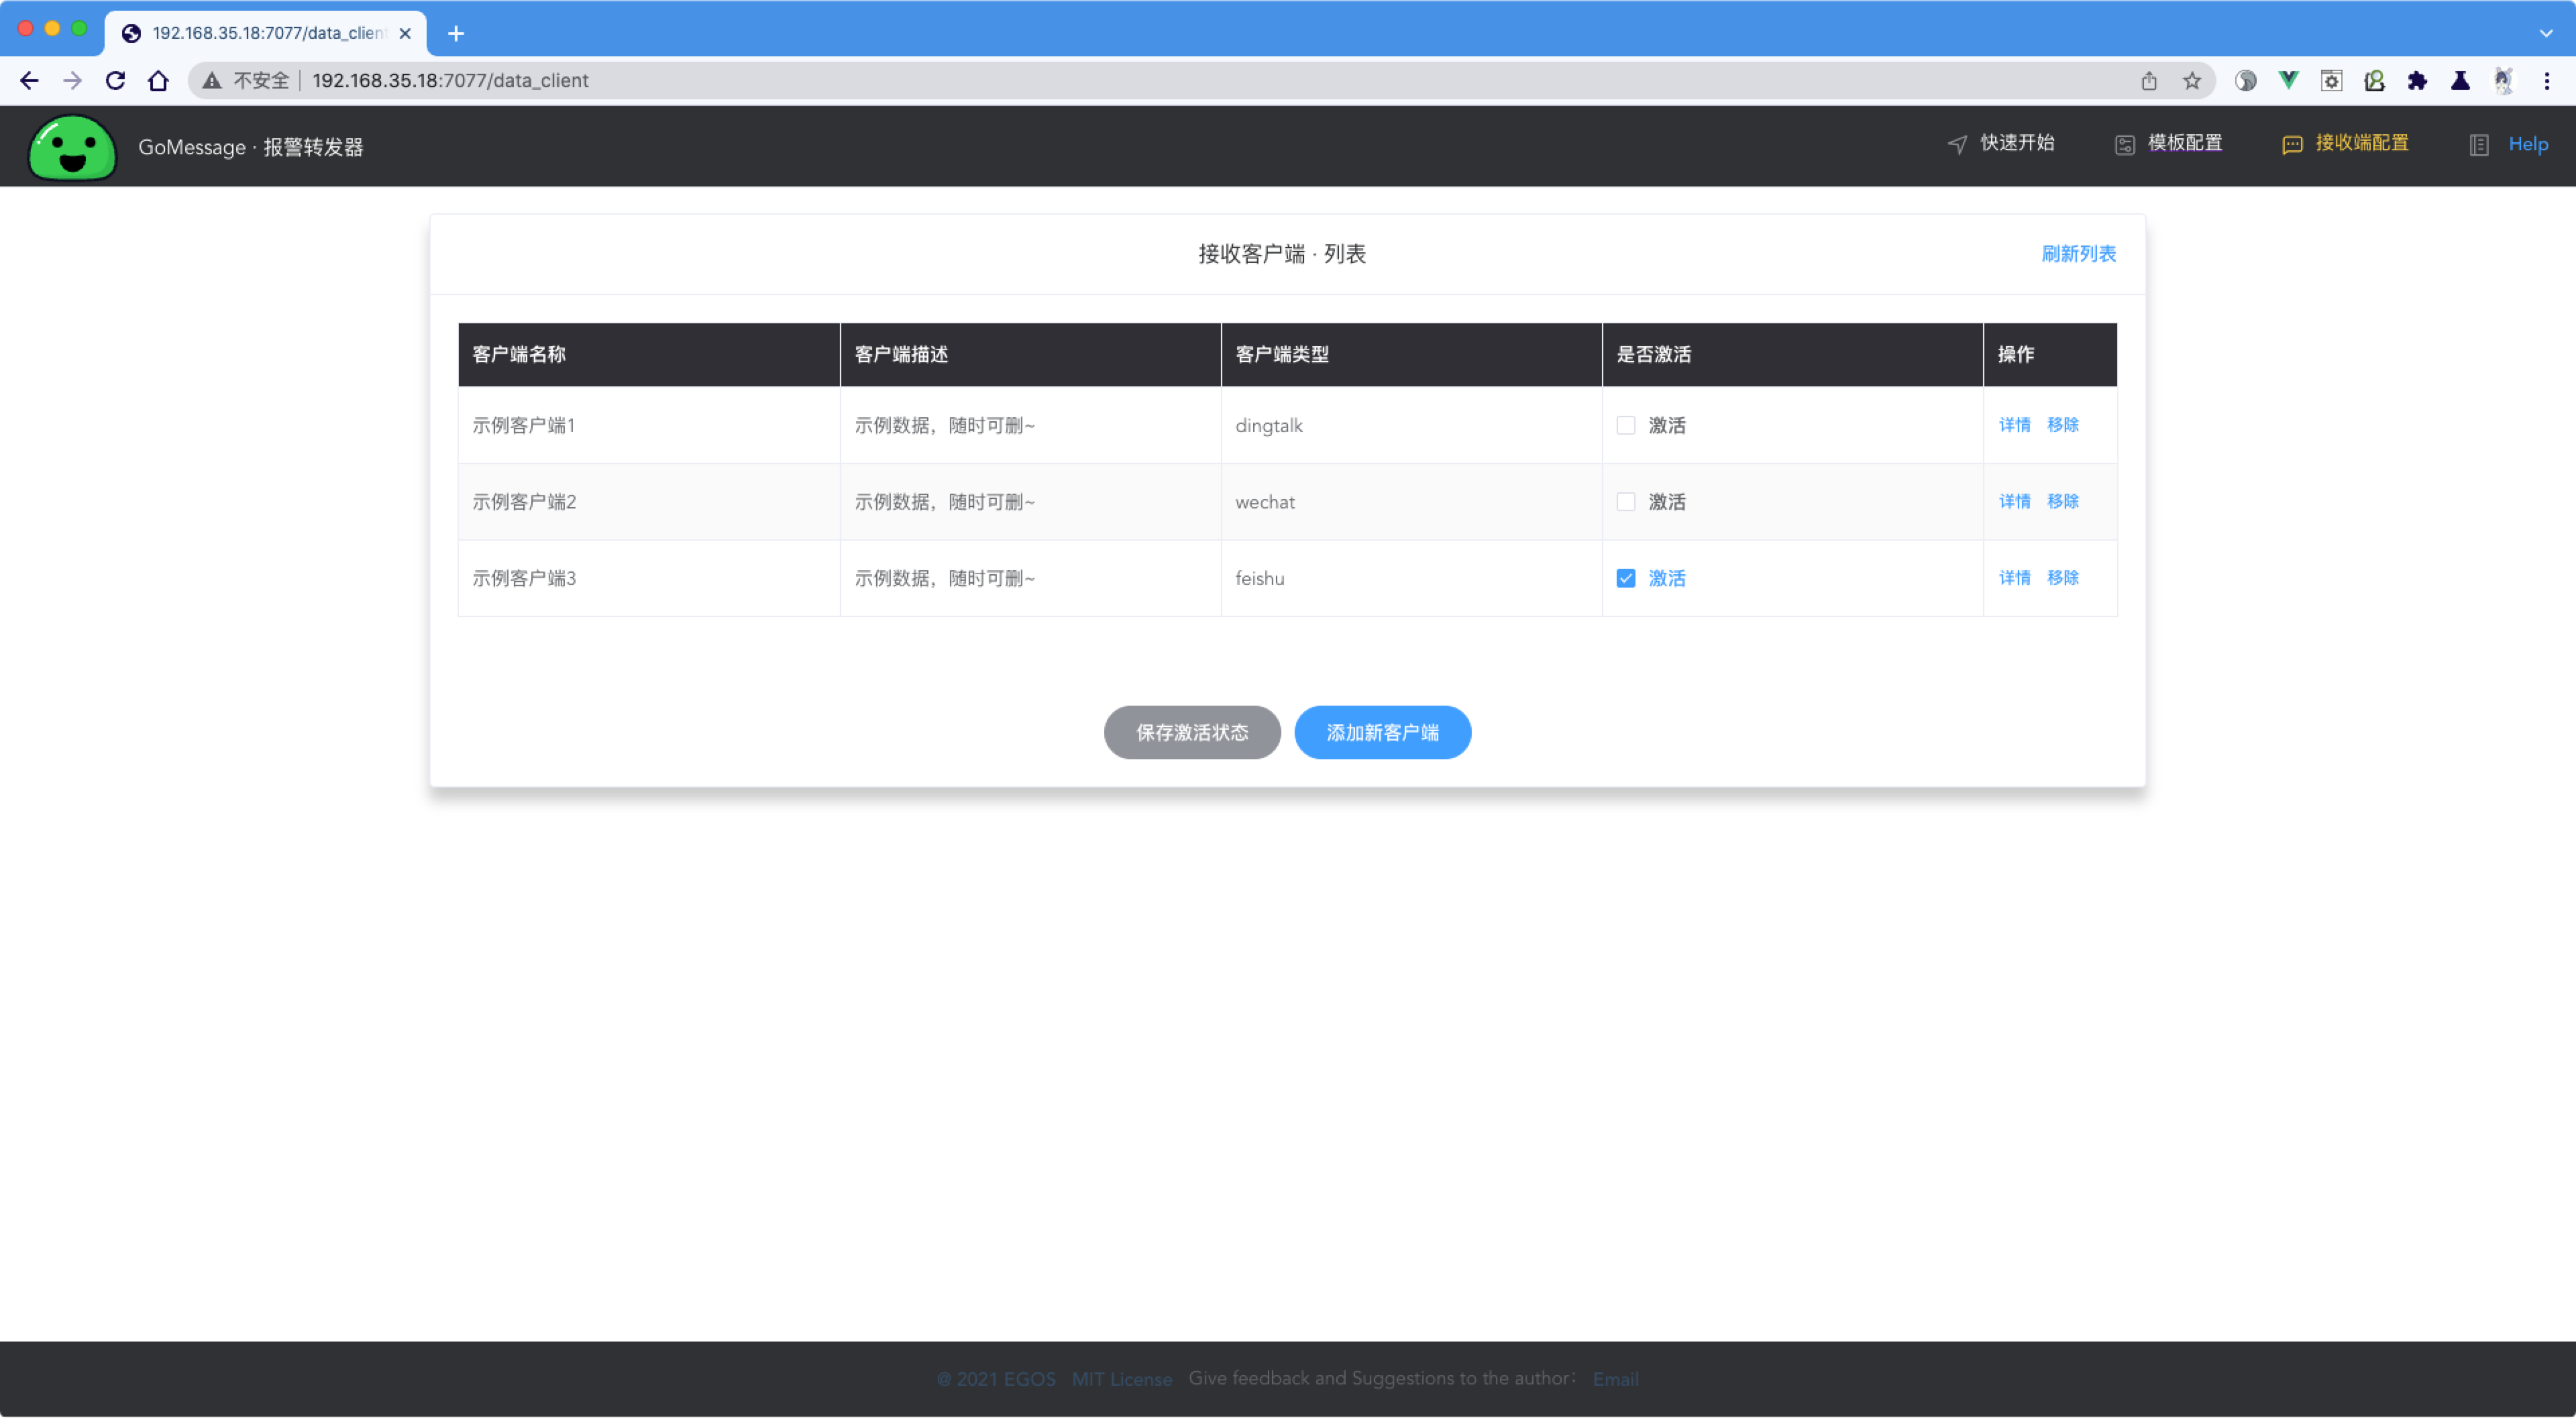 192.168.35.18:7077/data_clien
不安全 192.168.35.18:7077/data_client
GoMessage · 报警转发器 快速开始 模板配置 接收端配置 Help
接收客户端 · 列表 刷新列表
客户端名称 客户端描述 客户端类型 是否激活 操作
示例客户端1 示例数据，随时可删~ dingtalk 激活 详情 移除
示例客户端2 示例数据，随时可删~ wechat 激活 详情 移除
示例客户端3 示例数据，随时可删~ feishu 激活 详情 移除
保存激活状态 添加新客户端
@ 2021 EGOS MIT License Give feedback and Suggestions to the author： Email